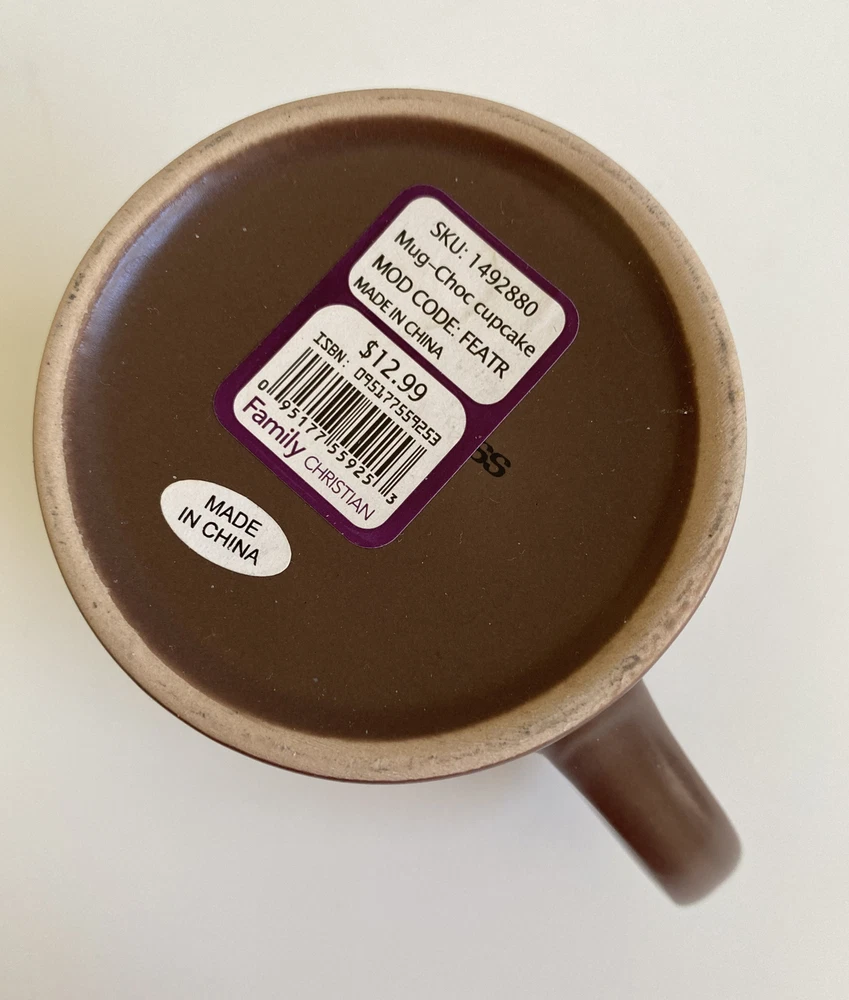 SKU: 1492880
Mug-Choc cupcake
MOD CODE: FEATR
MADE IN CHINA
$12.99
ISBN: 095177559253
0 95177 55925 3
Family CHRISTIAN
SS
MADE
IN CHINA